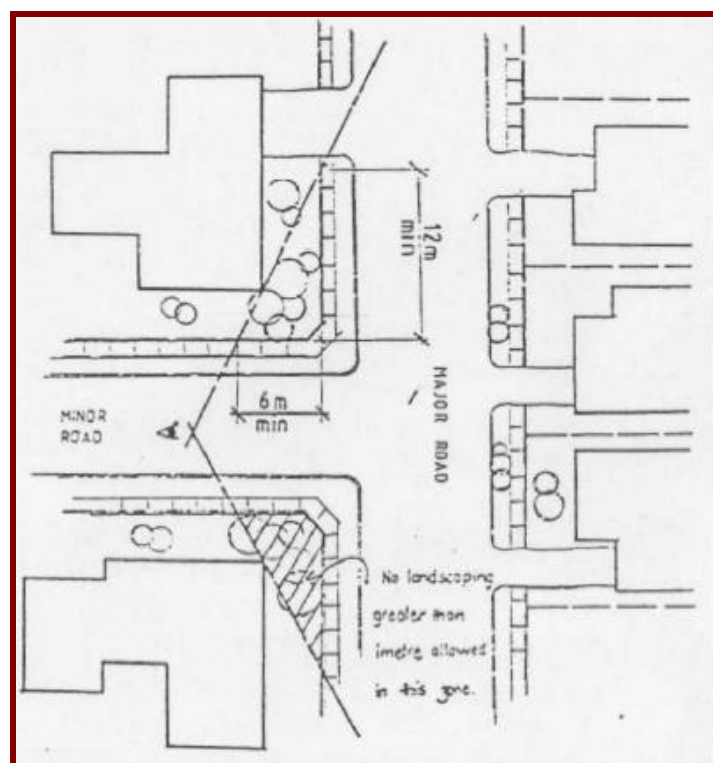 12m
min
6m
min
MAJOR ROAD
MINOR
ROAD
No landscaping
greater than
1metre allowed
in this zone.